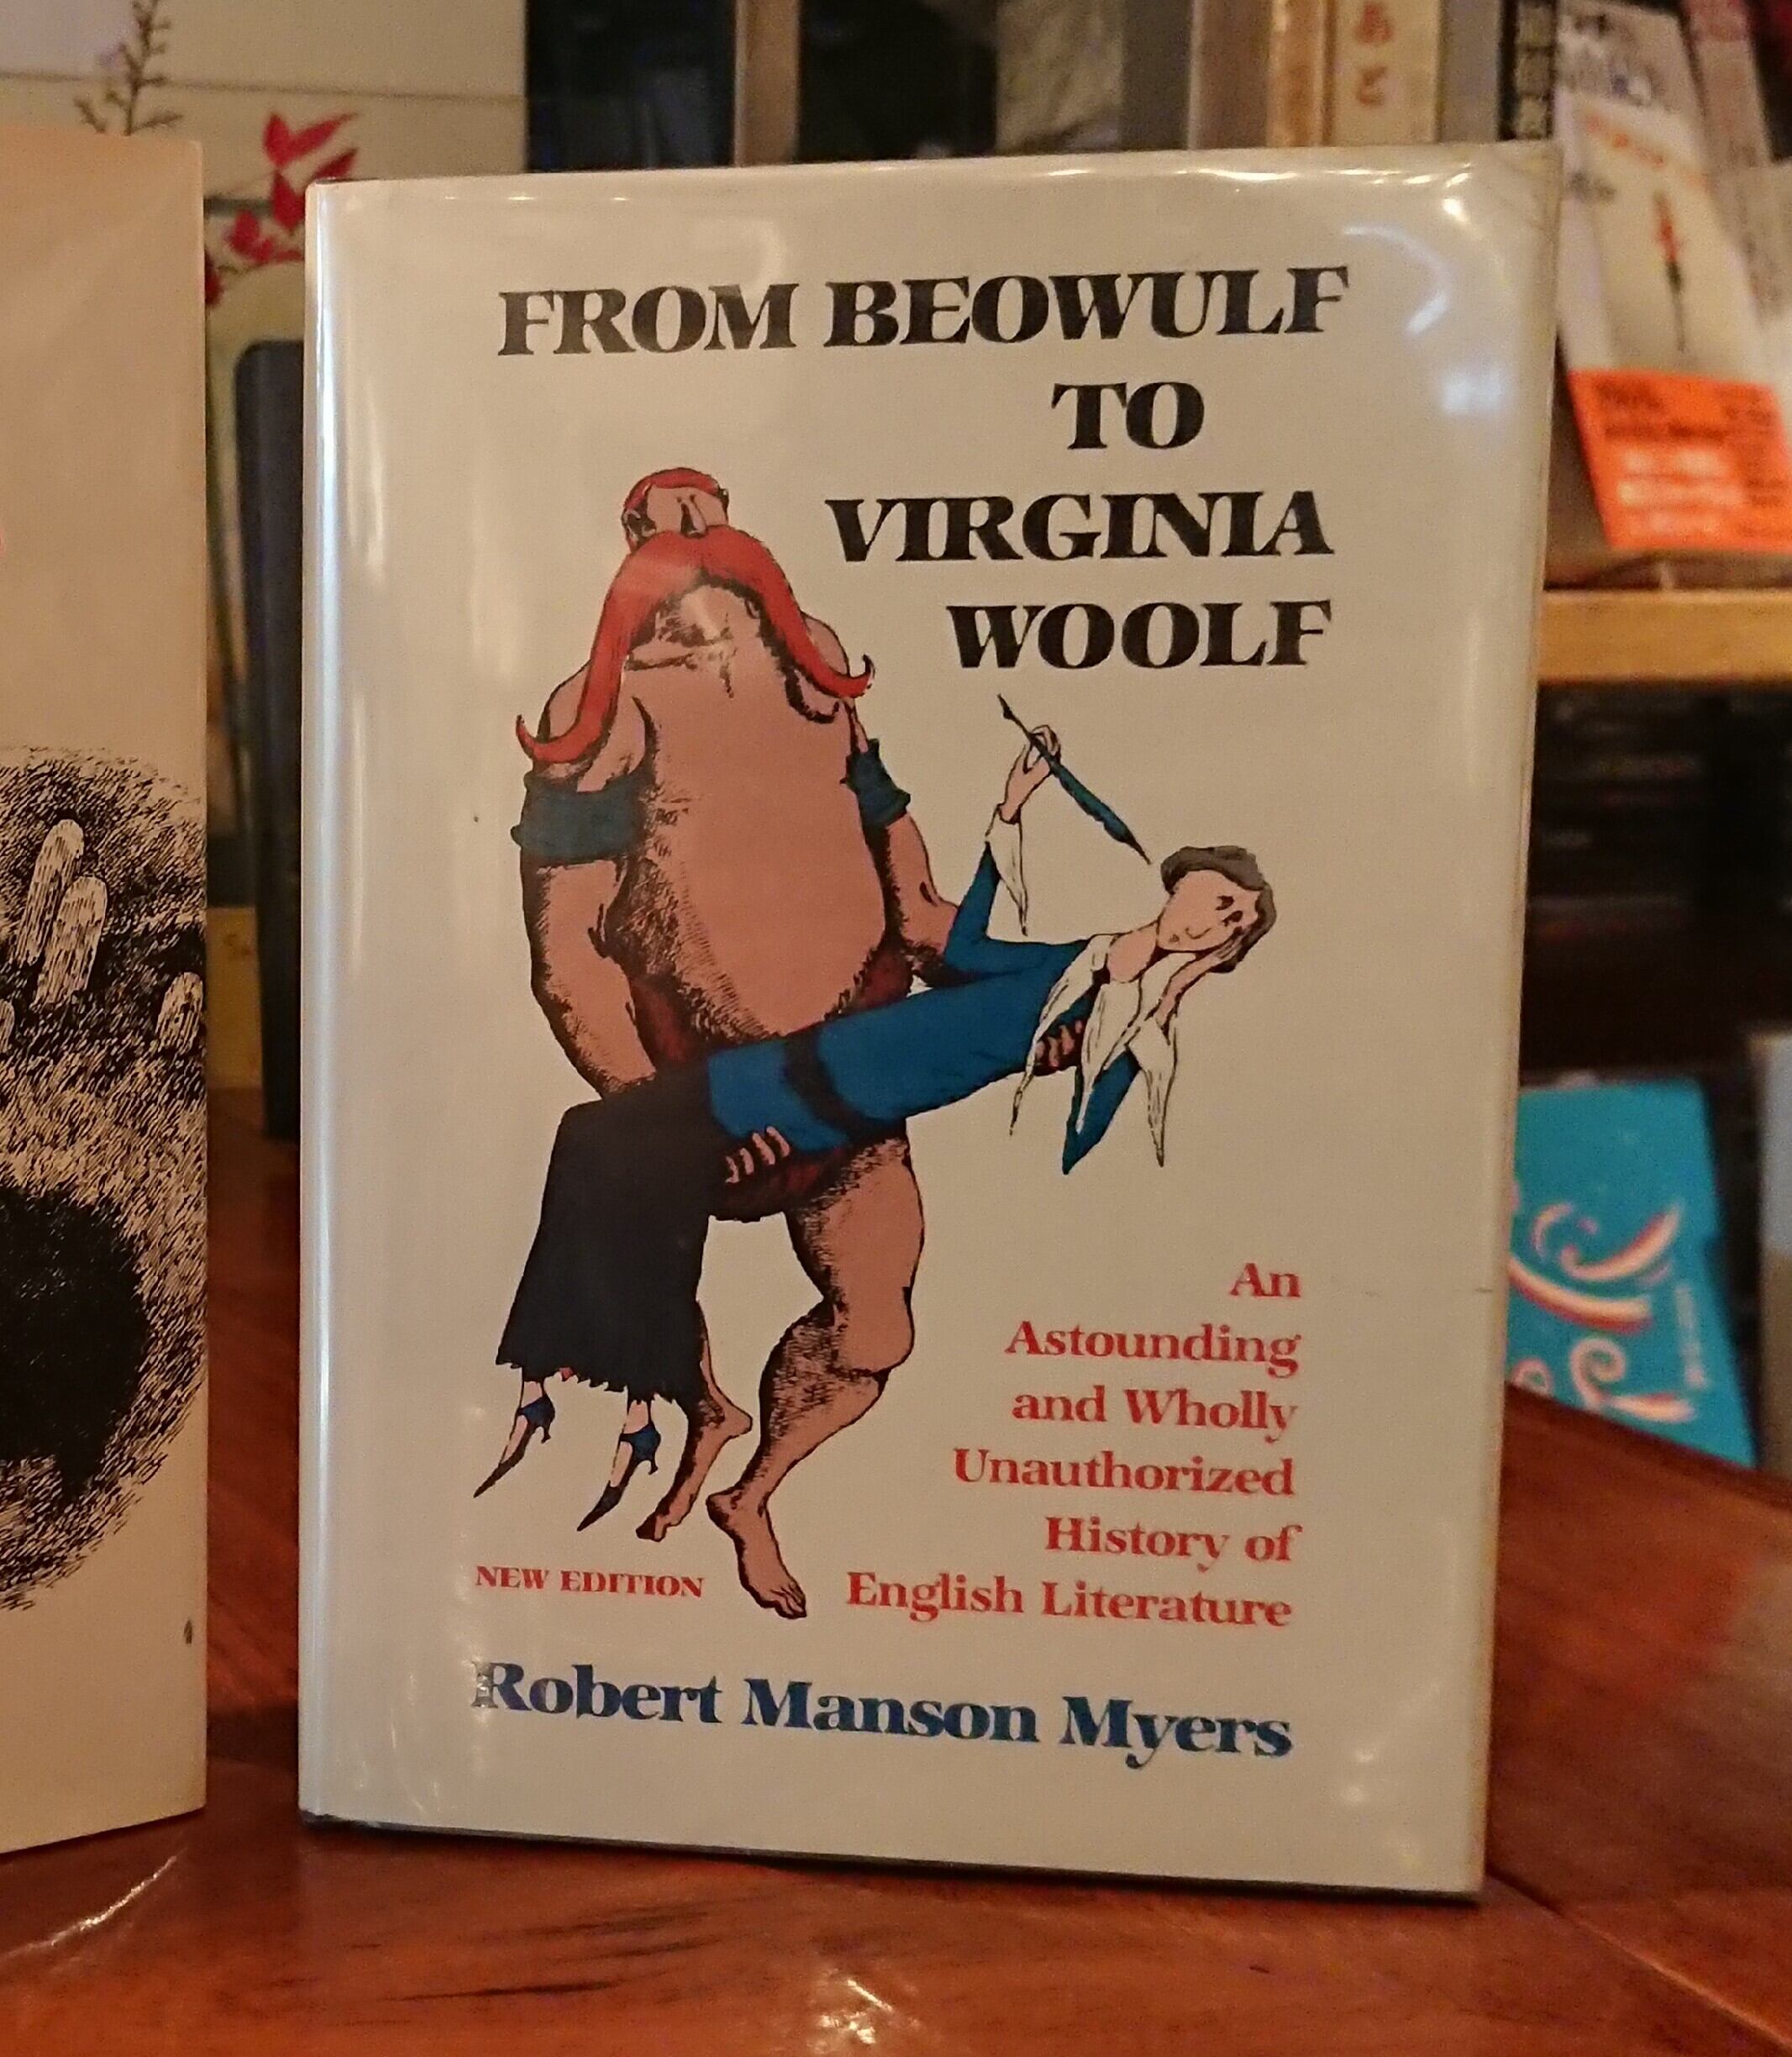 FROM BEOWULF
TO
VIRGINIA
WOOLF
An
Astounding
and Wholly
Unauthorized
History of
English Literature
NEW EDITION
Robert Manson Myers